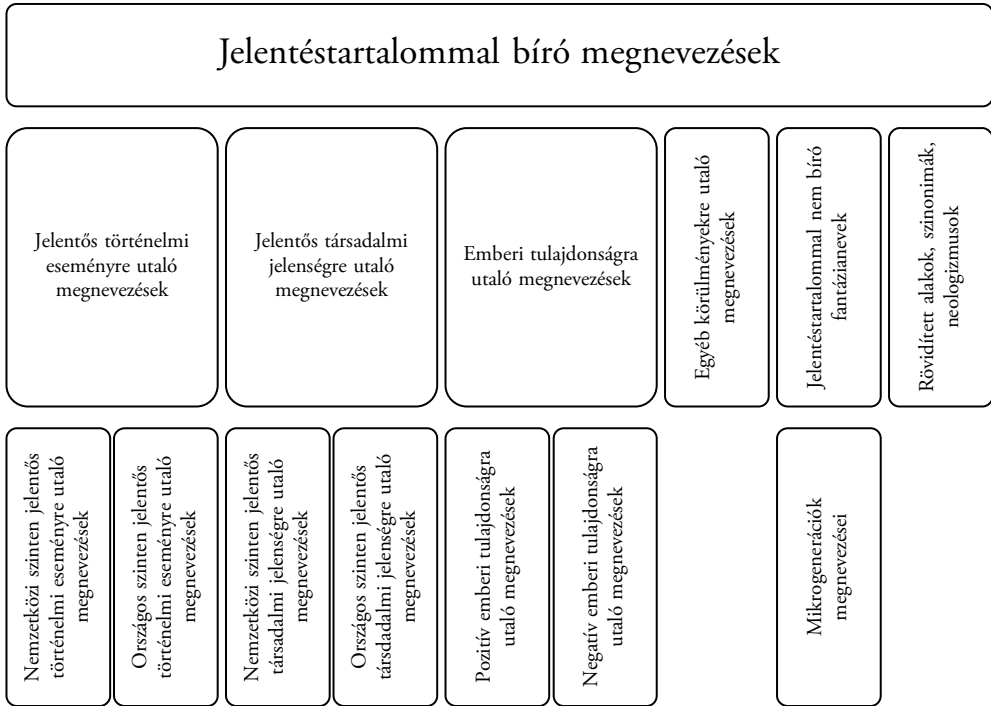 Jelentéstartalommal bíró megnevezések
Jelentős történelmi
eseményre utaló
megnevezések
Jelentős társadalmi
jelenségre utaló
megnevezések
Emberi tulajdonságra
utaló megnevezések
Egyéb körülményekre utaló
megnevezések
Jelentéstartalommal nem bíró
fantázianevek
Rövidített alakok, szinonimák,
neologizmusok
Nemzetközi szinten jelentős
történelmi eseményre utaló
megnevezések
Országos szinten jelentős
történelmi eseményre utaló
megnevezések
Nemzetközi szinten jelentős
társadalmi jelenségre utaló
megnevezések
Országos szinten jelentős
társdadalmi jelenségre utaló
megnevezések
Pozitív emberi tulajdonságra
utaló megnevezések
Negatív emberi tulajdonságra
utaló megnevezések
Mikrogenerációk
megnevezései